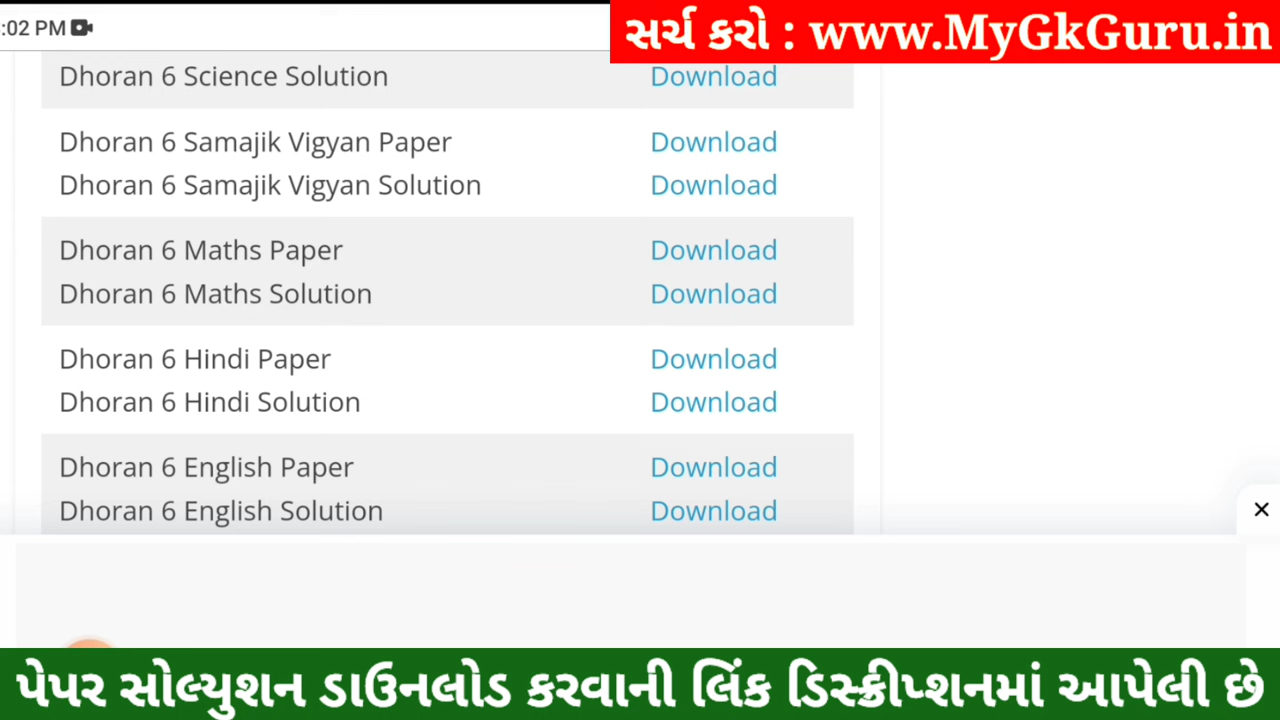 :02 PM
સર્ચ કરો : www.MyGkGuru.in
Dhoran 6 Science Solution Download
Dhoran 6 Samajik Vigyan Paper Download
Dhoran 6 Samajik Vigyan Solution Download
Dhoran 6 Maths Paper Download
Dhoran 6 Maths Solution Download
Dhoran 6 Hindi Paper Download
Dhoran 6 Hindi Solution Download
Dhoran 6 English Paper Download
Dhoran 6 English Solution Download
પેપર સોલ્યુશન ડાઉનલોડ કરવાની લિંક ડિસ્ક્રીપ્શનમાં આપેલી છે